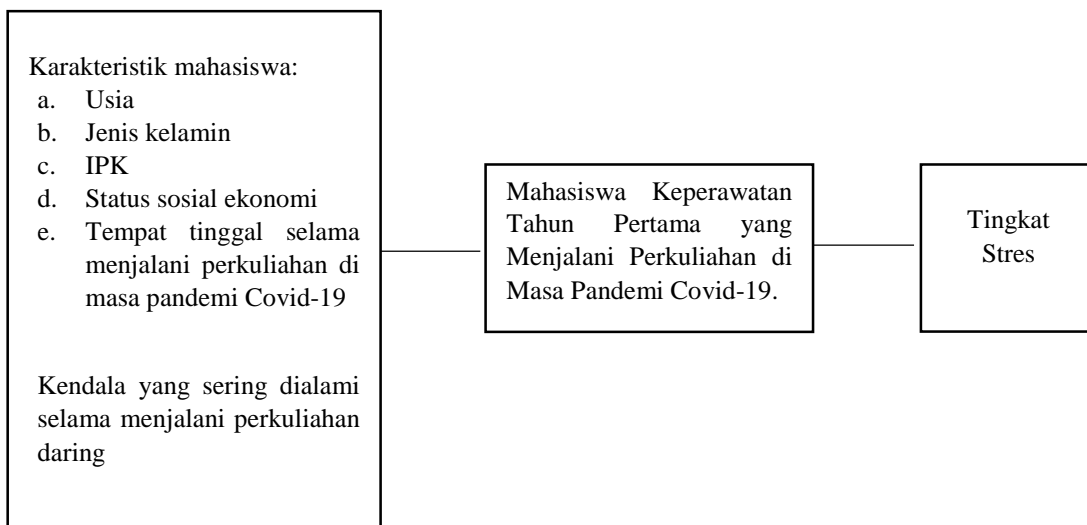 Karakteristik mahasiswa:
a. Usia
b. Jenis kelamin
c. IPK
d. Status sosial ekonomi
e. Tempat tinggal selama
menjalani perkuliahan di
masa pandemi Covid-19
Kendala yang sering dialami
selama menjalani perkuliahan
daring
Mahasiswa Keperawatan
Tahun Pertama yang
Menjalani Perkuliahan di
Masa Pandemi Covid-19.
Tingkat
Stres